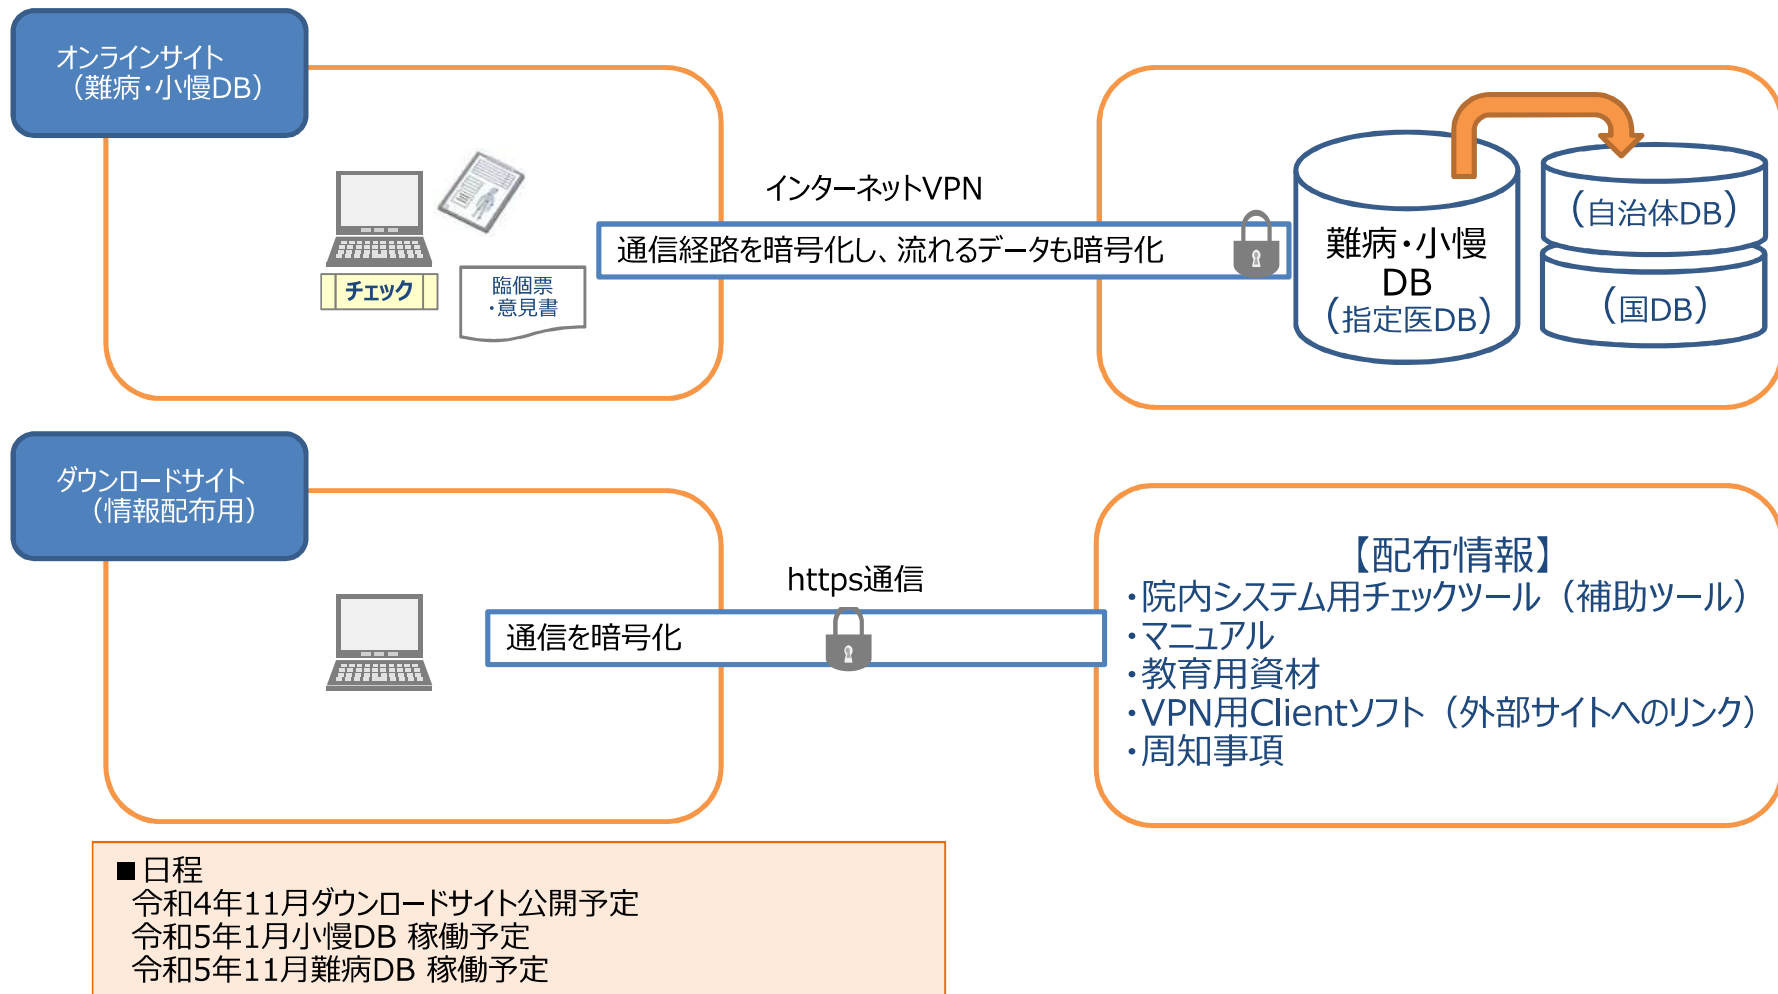 オンラインサイト
（難病・小慢DB）
インターネットVPN
通信経路を暗号化し、流れるデータも暗号化
チェック
臨個票
・意見書
難病・小慢
DB
（指定医DB）
（自治体DB）
（国DB）
ダウンロードサイト
（情報配布用）
https通信
通信を暗号化
【配布情報】
・院内システム用チェックツール（補助ツール）
・マニュアル
・教育用資材
・VPN用Clientソフト（外部サイトへのリンク）
・周知事項
■日程
令和4年11月ダウンロードサイト公開予定
令和5年1月小慢DB 稼働予定
令和5年11月難病DB 稼働予定